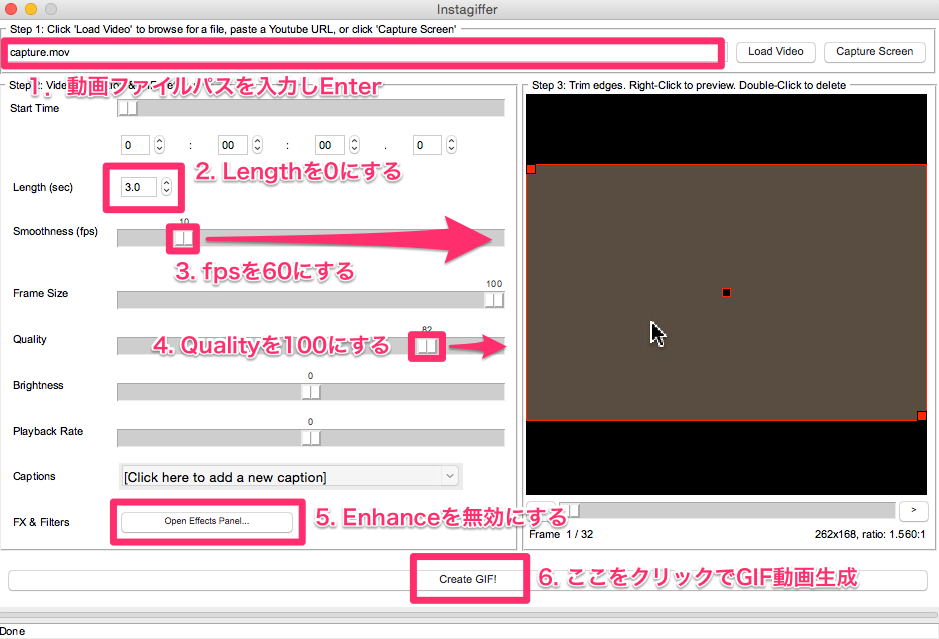 Instagiffer
Step 1: Click 'Load Video' to browse for a file, paste a Youtube URL, or click 'Capture Screen'
capture.mov
Load Video
Capture Screen
1. 動画ファイルパスを入力しEnter
Step 3: Trim edges. Right-Click to preview. Double-Click to delete
Start Time
0 : 00 : 00 . 0
2. Lengthを0にする
Length (sec)
3.0
10
Smoothness (fps)
3. fpsを60にする
Frame Size
100
82
Quality
4. Qualityを100にする
0
Brightness
0
Playback Rate
Captions
[Click here to add a new caption]
FX & Filters
Open Effects Panel...
5. Enhanceを無効にする
>
Frame 1 / 32
262x168, ratio: 1.560:1
Create GIF!
6. ここをクリックでGIF動画生成
Done